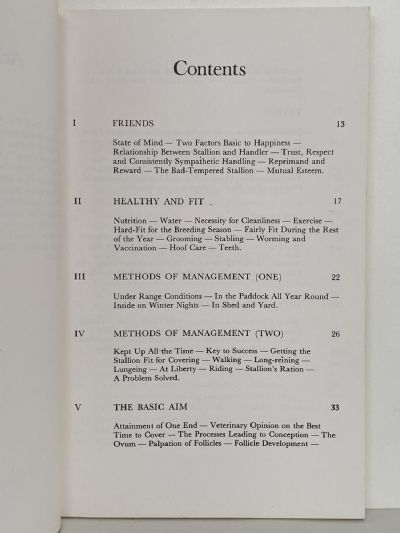 Contents
I FRIENDS 13
State of Mind — Two Factors Basic to Happiness —
Relationship Between Stallion and Handler — Trust, Respect
and Consistently Sympathetic Handling — Reprimand and
Reward — The Bad-Tempered Stallion — Mutual Esteem.
II HEALTHY AND FIT . 17
Nutrition — Water — Necessity for Cleanliness — Exercise —
Hard-Fit for the Breeding Season — Fairly Fit During the Rest
of the Year — Grooming — Stabling — Worming and
Vaccination — Hoof Care — Teeth.
III METHODS OF MANAGEMENT (ONE) 22
Under Range Conditions — In the Paddock All Year Round —
Inside on Winter Nights — In Shed and Yard.
IV METHODS OF MANAGEMENT (TWO) 26
Kept Up All the Time — Key to Success — Getting the
Stallion Fit for Covering — Walking — Long-reining —
Lungeing — At Liberty — Riding — Stallion's Ration —
A Problem Solved.
V THE BASIC AIM 33
Attainment of One End — Veterinary Opinion on the Best
Time to Cover — The Processes Leading to Conception — The
Ovum — Palpation of Follicles — Follicle Development —